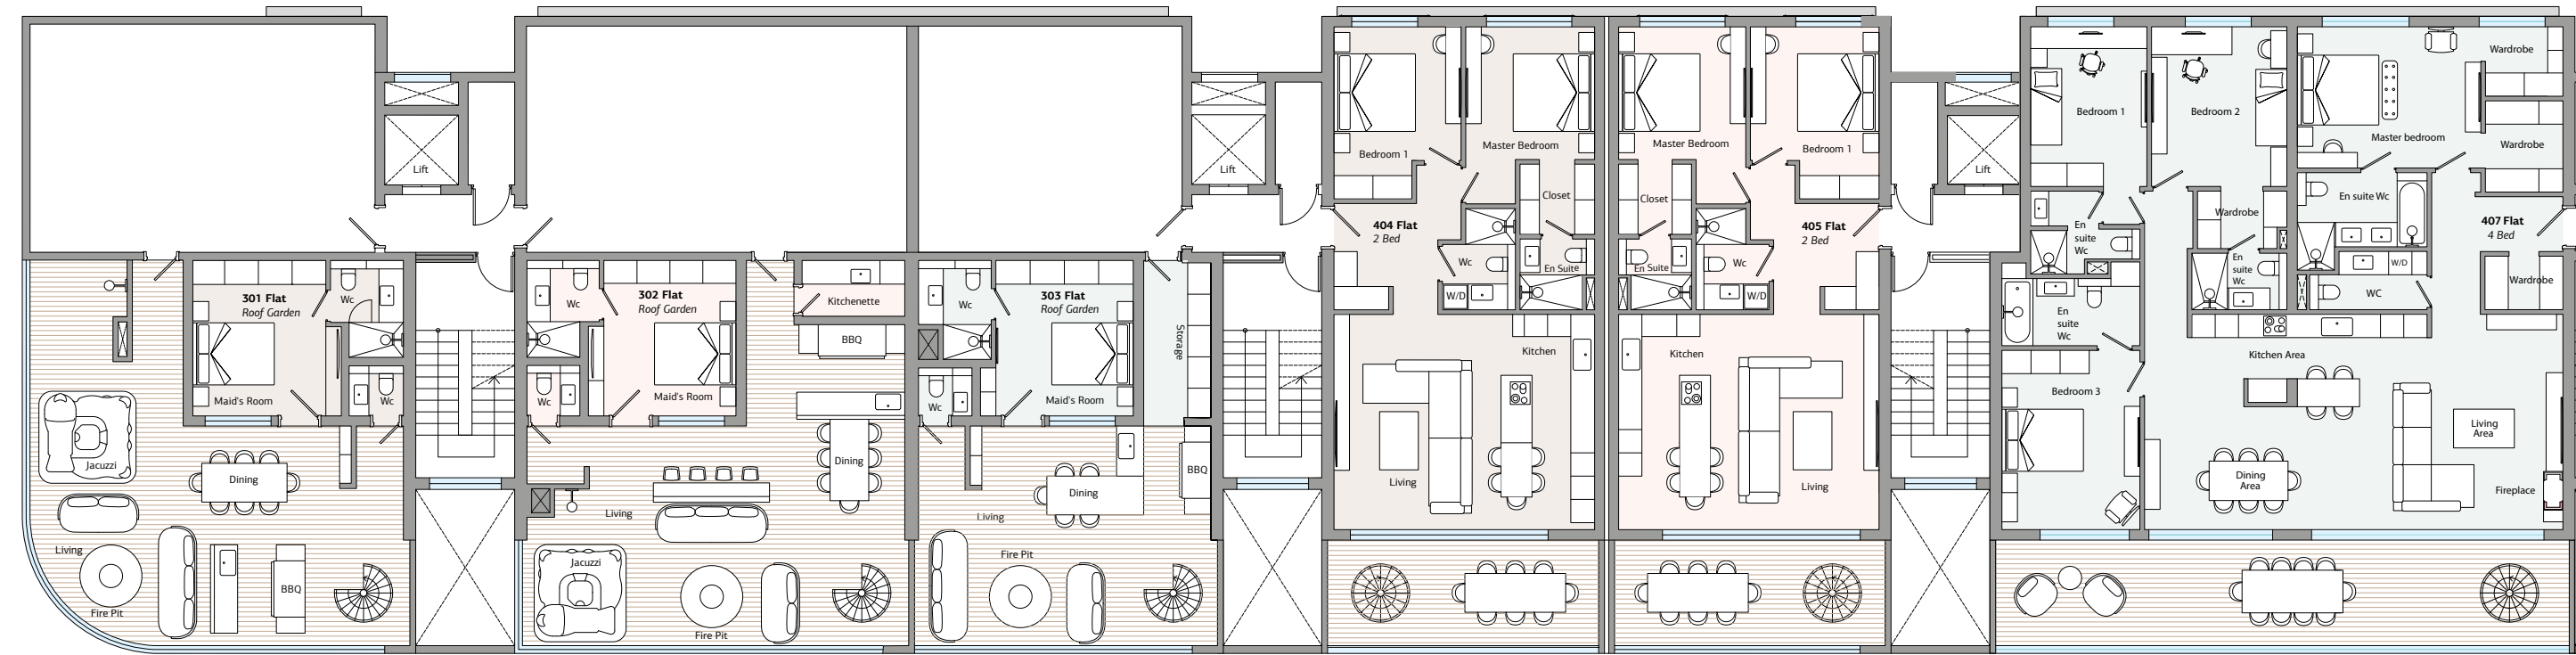 301 Flat
Roof Garden
Wc
Maid's Room
Wc
Jacuzzi
Dining
Living
Fire Pit
BBQ
Lift
302 Flat
Roof Garden
Wc
Maid's Room
Wc
Kitchenette
BBQ
Dining
Living
Jacuzzi
Fire Pit
303 Flat
Roof Garden
Wc
Maid's Room
Wc
Storage
BBQ
Dining
Living
Fire Pit
Lift
Bedroom 1
Master Bedroom
Closet
404 Flat
2 Bed
Wc
En Suite
W/D
Kitchen
Living
Master Bedroom
Bedroom 1
Closet
405 Flat
2 Bed
En Suite
Wc
W/D
Kitchen
Living
Lift
Bedroom 1
Bedroom 2
Master bedroom
Wardrobe
Wardrobe
En suite Wc
Wardrobe
407 Flat
4 Bed
En
suite
Wc
En
suite
Wc
W/D
WC
Wardrobe
En
suite
Wc
Kitchen Area
Bedroom 3
Living
Area
Dining
Area
Fireplace